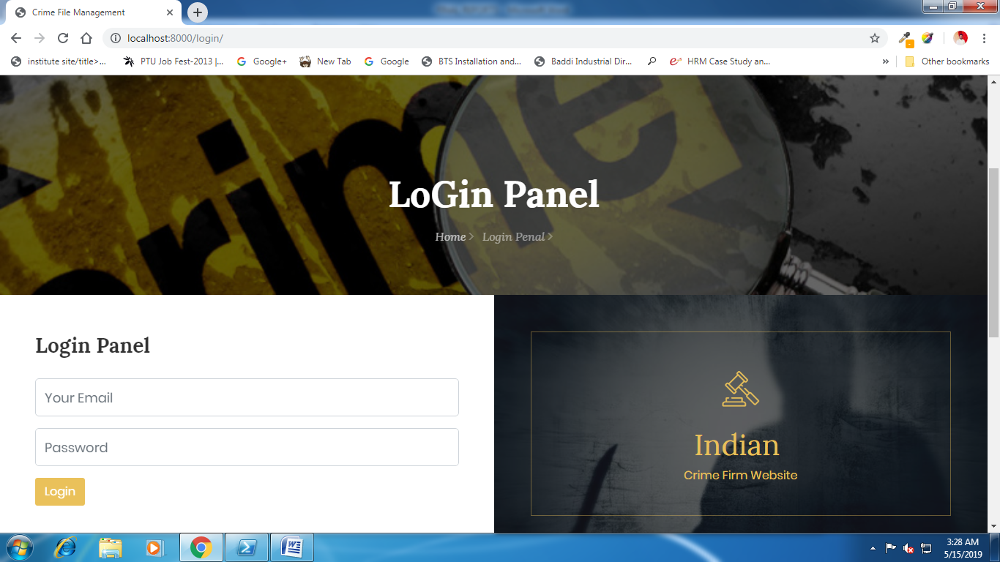 Crime File Management
localhost:8000/login/
institute site/title>...
PTU Job Fest-2013 |...
Google+
New Tab
Google
BTS Installation and...
Baddi Industrial Dir...
HRM Case Study an...
»
Other bookmarks
crime
LoGin Panel
Home > Login Penal >
Login Panel
Your Email
Password
Login
Indian
Crime Firm Website
3:28 AM
5/15/2019